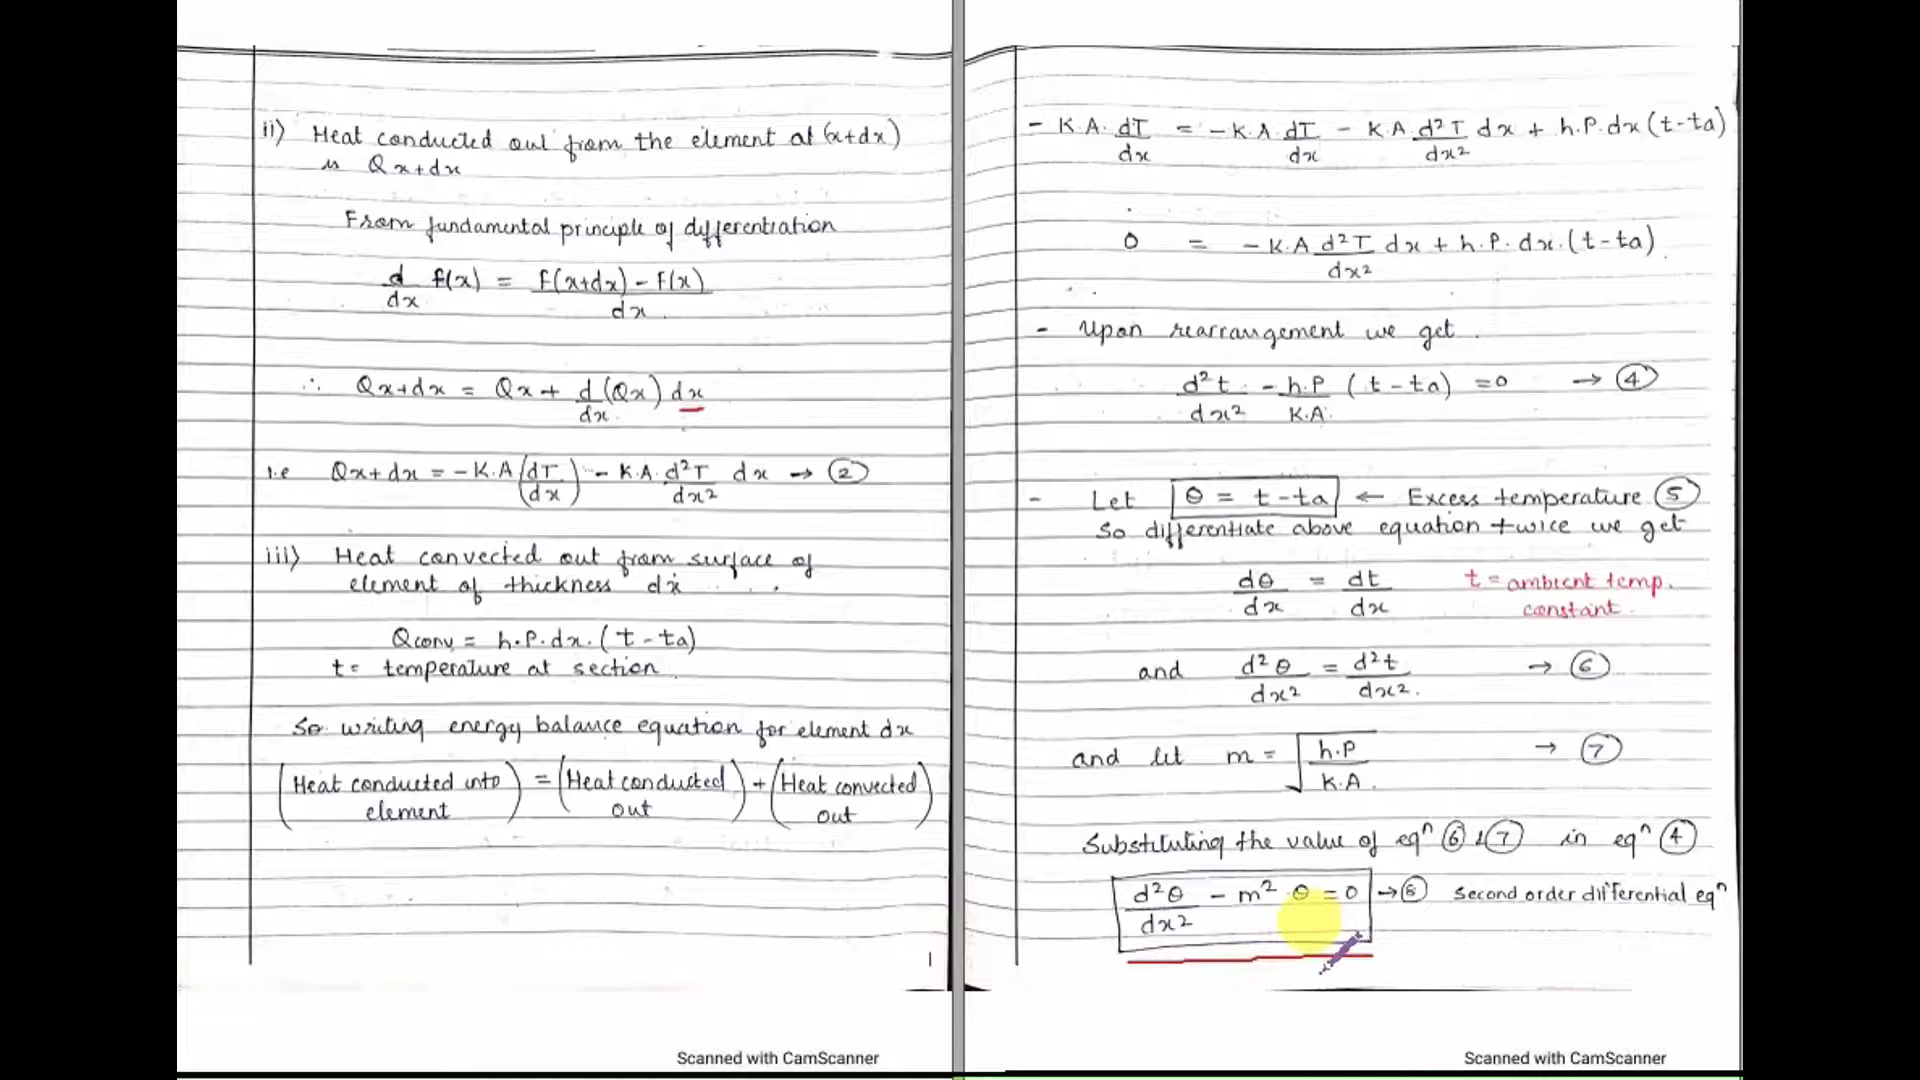 ii) Heat conducted out from the element at (x+dx)
is Qx+dx
From fundamental principle of differentiation
d/dx f(x) = f(x+dx) - f(x) / dx
∴ Qx+dx = Qx + d/dx (Qx) dx
i.e Qx+dx = -K.A (dT/dx) - K.A. d²T/dx² dx → ②
iii) Heat convected out from surface of
element of thickness dx
Qconv = h.P.dx.(t-ta)
t = temperature at section
So writing energy balance equation for element dx
(Heat conducted into element) = (Heat conducted out) + (Heat convected out)
1
Scanned with CamScanner
- K.A. dT/dx = -K.A. dT/dx - K.A. d²T/dx² dx + h.P.dx(t-ta)
0 = -K.A d²T/dx² dx + h.P.dx.(t-ta)
- Upon rearrangement we get.
d²t/dx² - h.P/K.A. (t-ta) = 0 → ④
- Let θ = t-ta ← Excess temperature ⑤
So differentiate above equation twice we get
dθ/dx = dt/dx t = ambient temp.
constant.
and d²θ/dx² = d²t/dx². → ⑥
and let m = √h.P/K.A. → ⑦
Substituting the value of eqⁿ ⑥ & ⑦ in eqⁿ ④
d²θ/dx² - m² θ = 0 → ⑧ Second order differential eqⁿ
Scanned with CamScanner